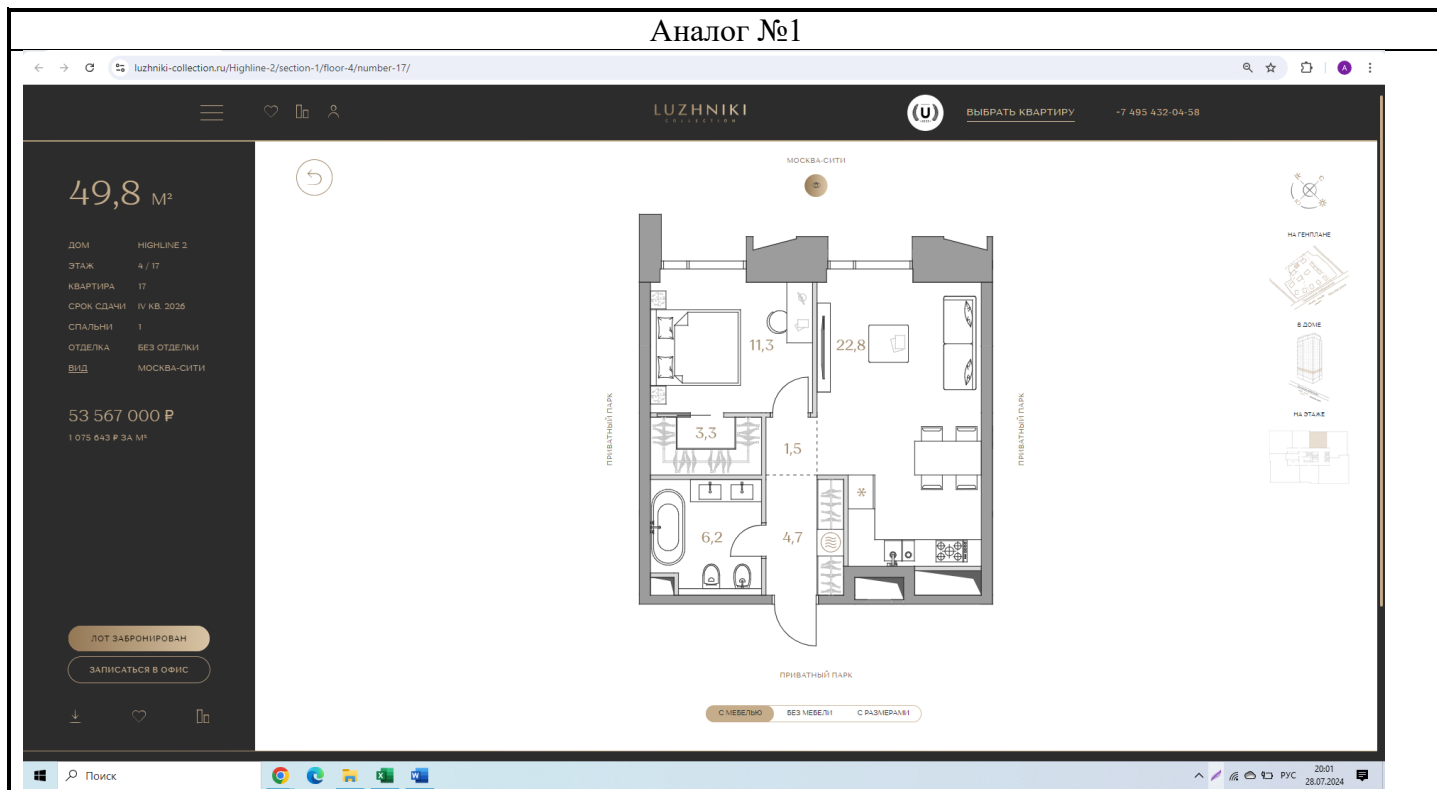 Аналог №1
luzhniki-collection.ru/Highline-2/section-1/floor-4/number-17/
A
LUZHNIKI
COLLECTION
(U)
ВЫБРАТЬ КВАРТИРУ
+7 495 432-04-58
49,8 М²
ДОМ HIGHLINE 2
ЭТАЖ 4 / 17
КВАРТИРА 17
СРОК СДАЧИ IV КВ. 2026
СПАЛЬНИ 1
ОТДЕЛКА БЕЗ ОТДЕЛКИ
ВИД МОСКВА-СИТИ
53 567 000 ₽
1 075 643 ₽ ЗА М²
ЛОТ ЗАБРОНИРОВАН
ЗАПИСАТЬСЯ В ОФИС
МОСКВА-СИТИ
11,3
22,8
3,3
1,5
6,2
4,7
ПРИВАТНЫЙ ПАРК
ПРИВАТНЫЙ ПАРК
ПРИВАТНЫЙ ПАРК
С МЕБЕЛЬЮ БЕЗ МЕБЕЛИ С РАЗМЕРАМИ
НА ГЕНПЛАНЕ
В ДОМЕ
НА ЭТАЖЕ
Поиск
РУС
20:01
28.07.2024